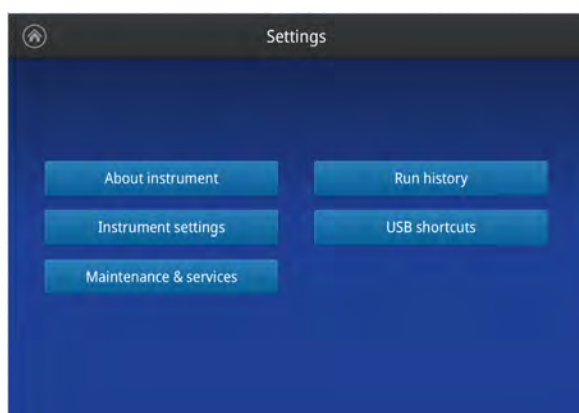 Settings
About instrument
Run history
Instrument settings
USB shortcuts
Maintenance & services